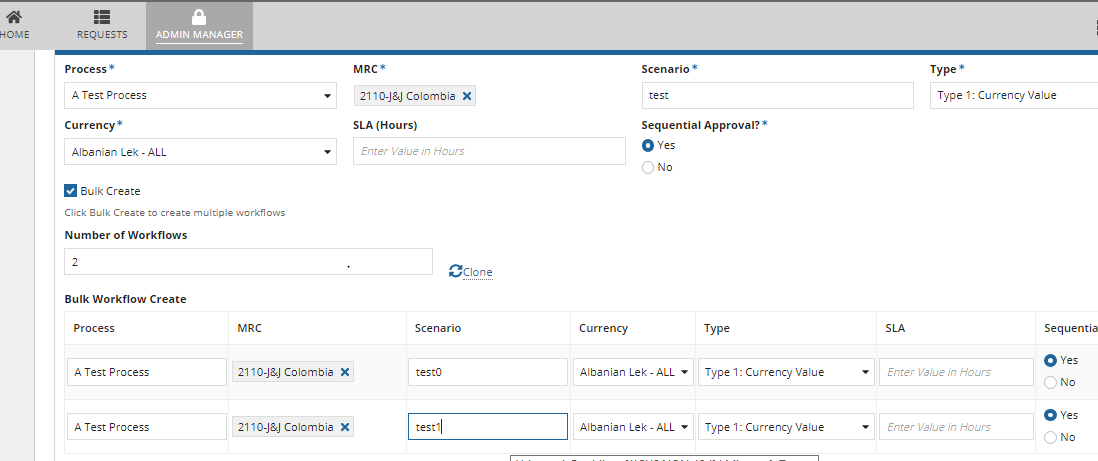 HOME REQUESTS ADMIN MANAGER
Process* MRC* Scenario* Type*
A Test Process 2110-J&J Colombia test Type 1: Currency Value
Currency* SLA (Hours) Sequential Approval?*
Albanian Lek - ALL Enter Value in Hours Yes
No
Bulk Create
Click Bulk Create to create multiple workflows
Number of Workflows
2
Clone
Bulk Workflow Create
Process MRC Scenario Currency Type SLA Sequentia
A Test Process 2110-J&J Colombia test0 Albanian Lek - ALL Type 1: Currency Value Enter Value in Hours Yes
No
A Test Process 2110-J&J Colombia test1 Albanian Lek - ALL Type 1: Currency Value Enter Value in Hours Yes
No